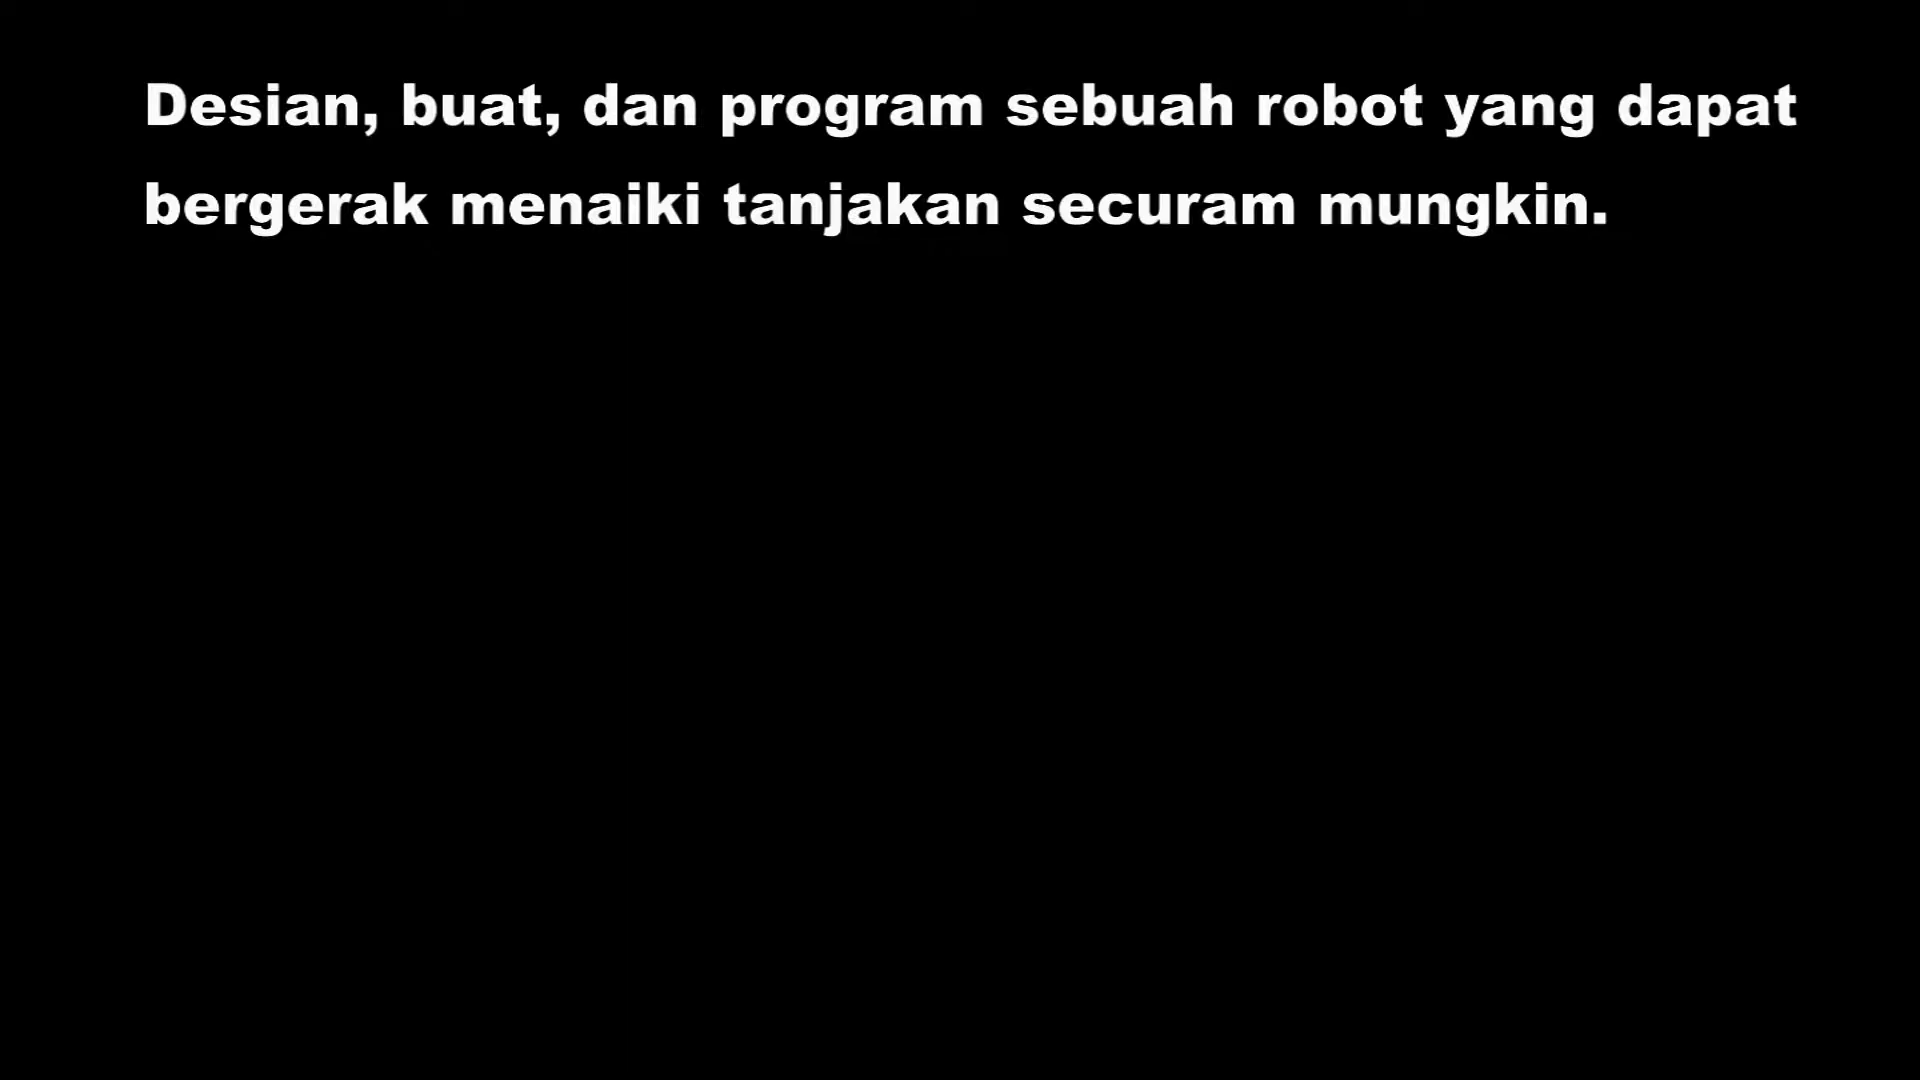 Desian, buat, dan program sebuah robot yang dapat
bergerak menaiki tanjakan securam mungkin.